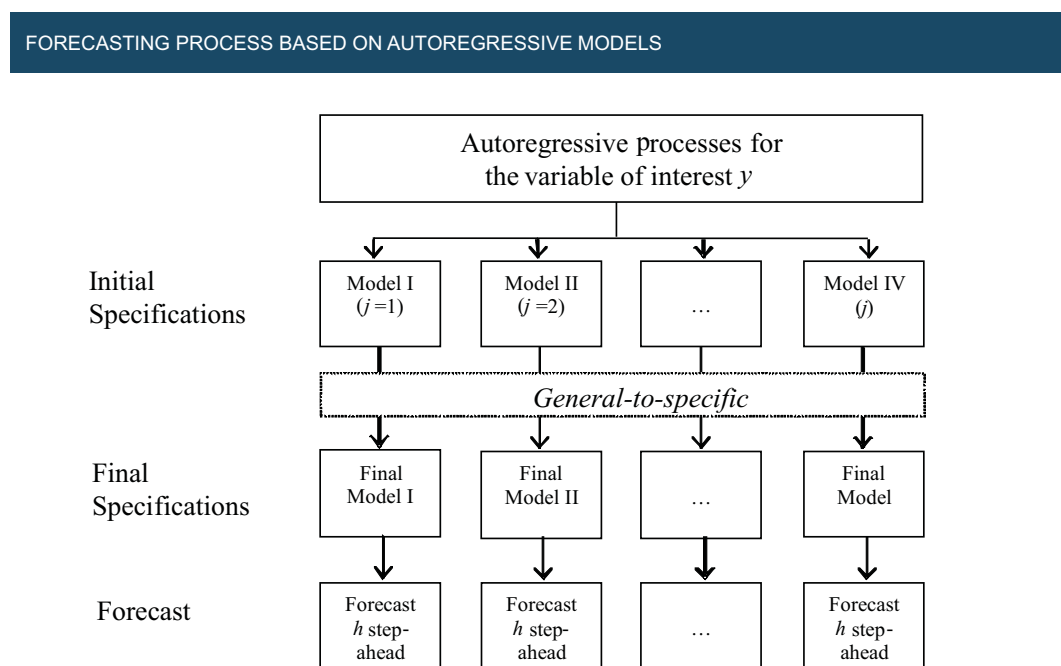 FORECASTING PROCESS BASED ON AUTOREGRESSIVE MODELS
Autoregressive processes for
the variable of interest y
Initial
Specifications
Model I
(j =1)
Model II
(j =2)
…
Model IV
(j)
General-to-specific
Final
Specifications
Final
Model I
Final
Model II
…
Final
Model
Forecast
Forecast
h step-
ahead
Forecast
h step-
ahead
…
Forecast
h step-
ahead